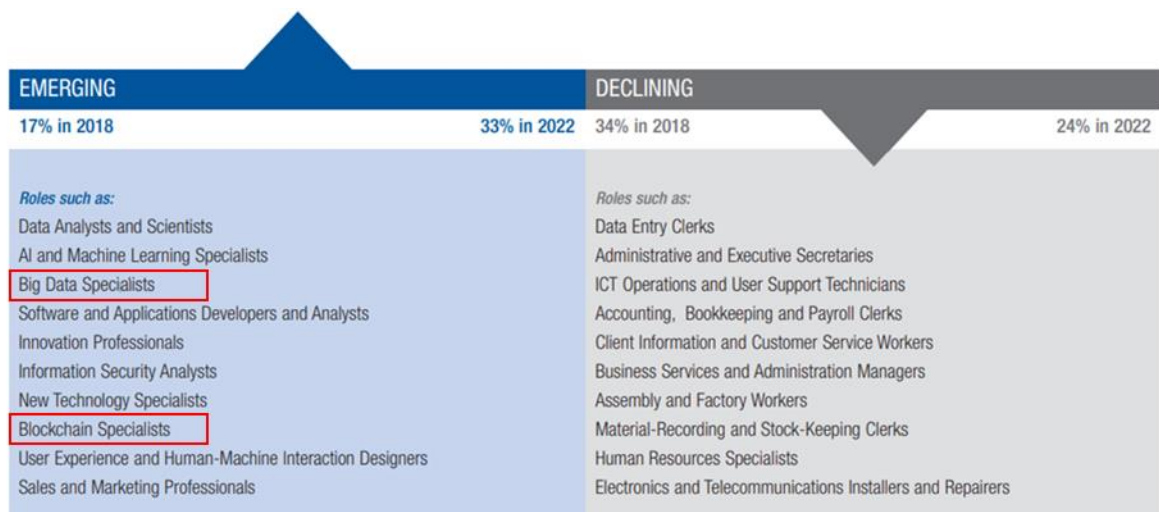 EMERGING
17% in 2018 33% in 2022
Roles such as:
Data Analysts and Scientists
AI and Machine Learning Specialists
Big Data Specialists
Software and Applications Developers and Analysts
Innovation Professionals
Information Security Analysts
New Technology Specialists
Blockchain Specialists
User Experience and Human-Machine Interaction Designers
Sales and Marketing Professionals
DECLINING
34% in 2018 24% in 2022
Roles such as:
Data Entry Clerks
Administrative and Executive Secretaries
ICT Operations and User Support Technicians
Accounting, Bookkeeping and Payroll Clerks
Client Information and Customer Service Workers
Business Services and Administration Managers
Assembly and Factory Workers
Material-Recording and Stock-Keeping Clerks
Human Resources Specialists
Electronics and Telecommunications Installers and Repairers